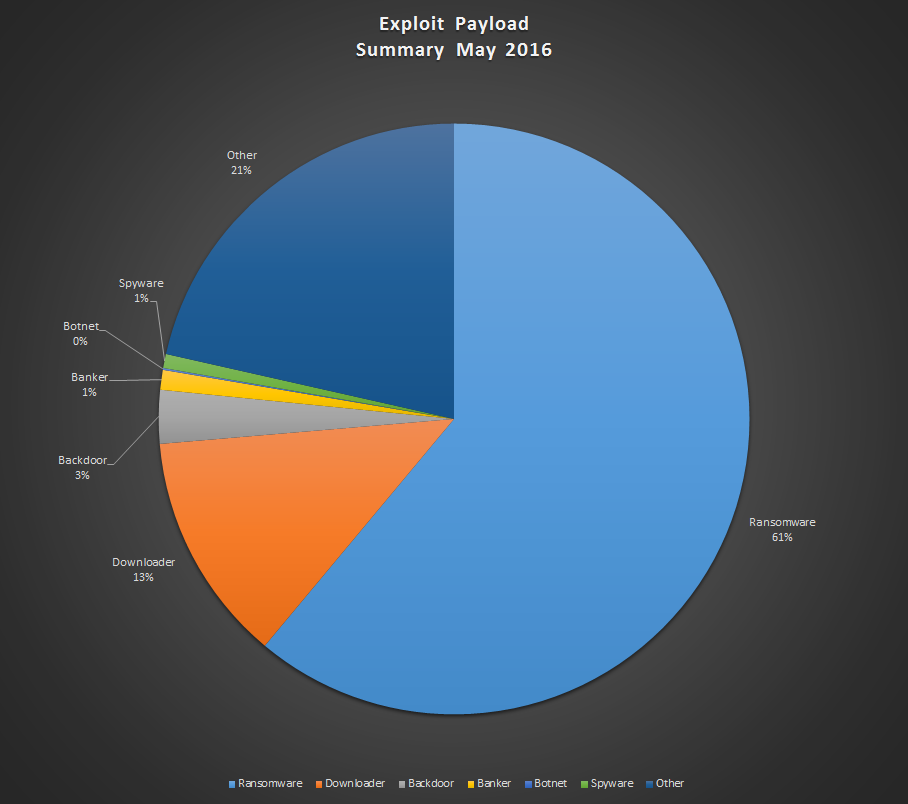 Exploit Payload
Summary May 2016
Other
21%
Spyware
1%
Botnet
0%
Banker
1%
Backdoor
3%
Downloader
13%
Ransomware
61%
Ransomware Downloader Backdoor Banker Botnet Spyware Other